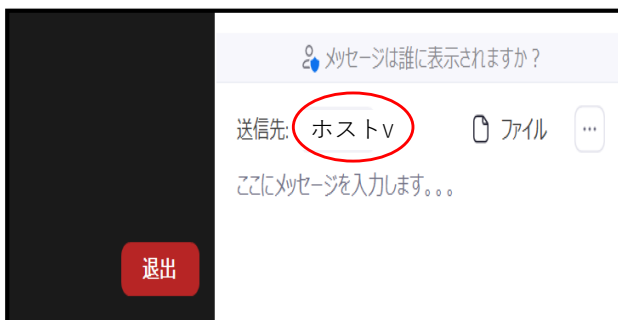 メッセージは誰に表示されますか？
送信先: ホストv ファイル ...
ここにメッセージを入力します。。。
退出